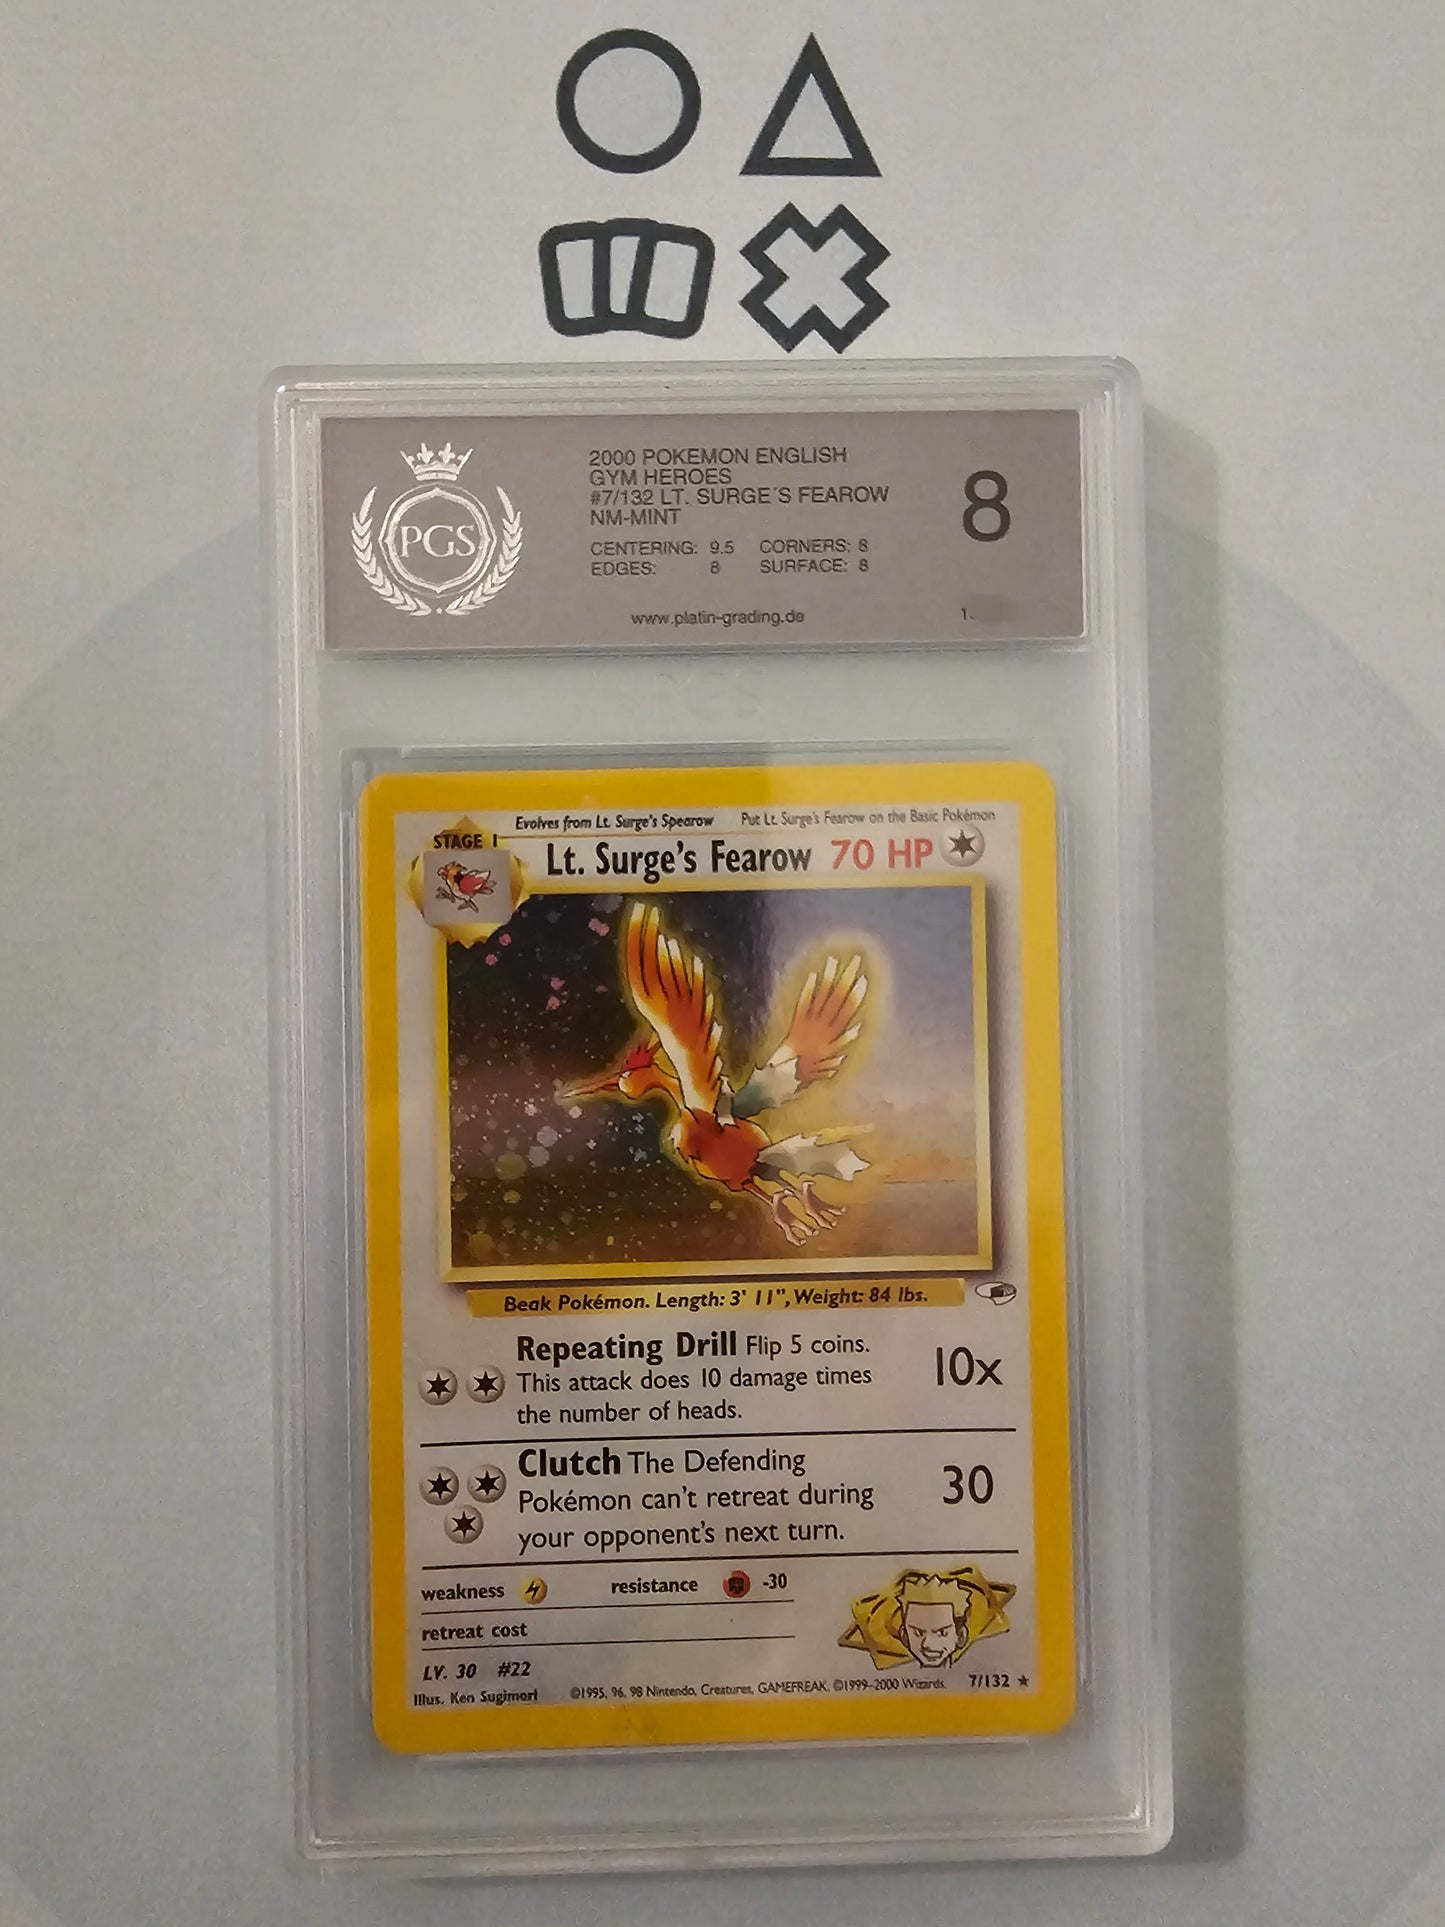 PGS
2000 POKEMON ENGLISH
GYM HEROES
#7/132 LT. SURGE´S FEAROW
NM-MINT
CENTERING: 9.5 CORNERS: 8
EDGES: 8 SURFACE: 8
8
www.platin-grading.de
Evolves from Lt. Surge's Spearow Put Lt. Surge's Fearow on the Basic Pokémon
STAGE 1
Lt. Surge's Fearow 70 HP
Beak Pokémon. Length: 3' 11", Weight: 84 lbs.
Repeating Drill Flip 5 coins.
This attack does 10 damage times
the number of heads.
10x
Clutch The Defending
Pokémon can't retreat during
your opponent's next turn.
30
weakness resistance -30
retreat cost
LV. 30 #22
Illus. Ken Sugimori ©1995, 96, 98 Nintendo, Creatures, GAMEFREAK. ©1999-2000 Wizards. 7/132 ★